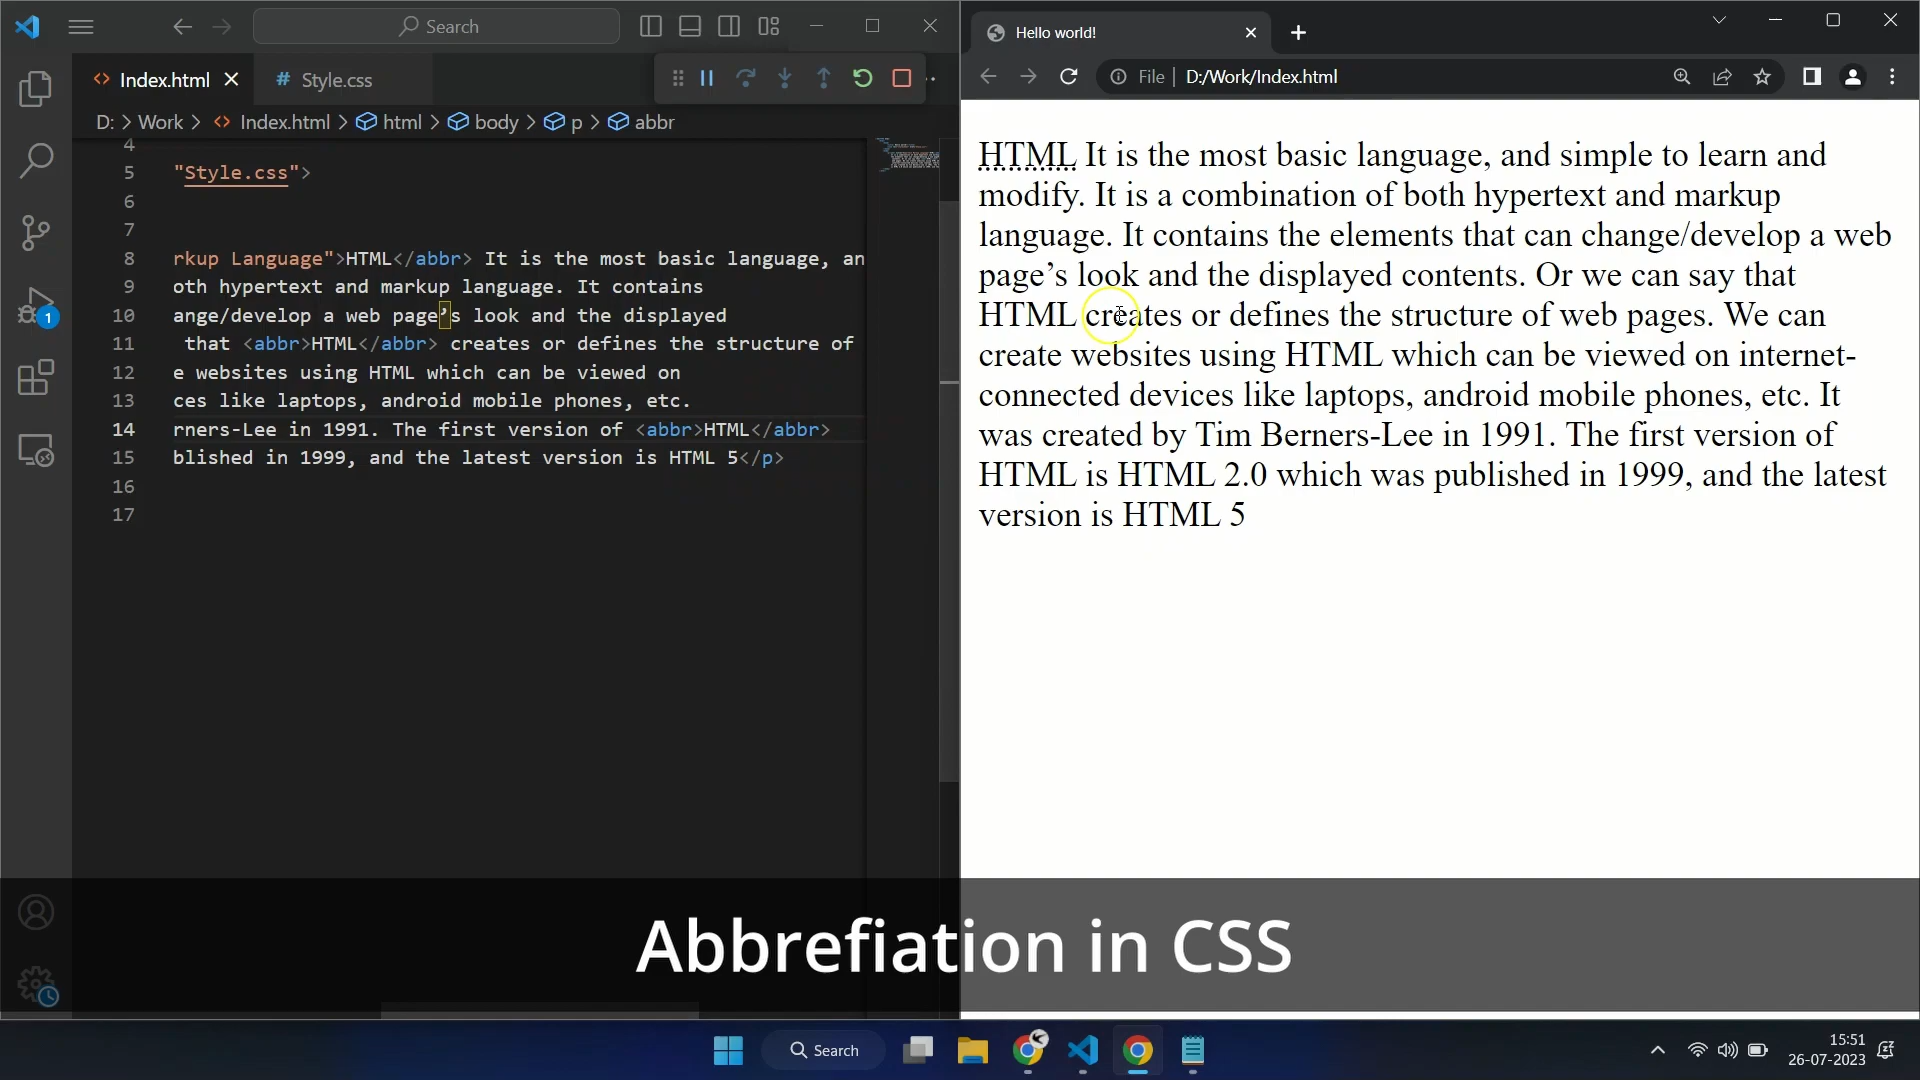 Search
Index.html
# Style.css
D: > Work > Index.html > html > body > p > abbr
4
5 "Style.css">
6
7
8 rkup Language">HTML</abbr> It is the most basic language, an
9 oth hypertext and markup language. It contains
10 ange/develop a web page’s look and the displayed
11 that <abbr>HTML</abbr> creates or defines the structure of
12 e websites using HTML which can be viewed on
13 ces like laptops, android mobile phones, etc.
14 rners-Lee in 1991. The first version of <abbr>HTML</abbr>
15 blished in 1999, and the latest version is HTML 5</p>
16
17
1
Hello world!
File | D:/Work/Index.html
HTML It is the most basic language, and simple to learn and
modify. It is a combination of both hypertext and markup
language. It contains the elements that can change/develop a web
page’s look and the displayed contents. Or we can say that
HTML creates or defines the structure of web pages. We can
create websites using HTML which can be viewed on internet-
connected devices like laptops, android mobile phones, etc. It
was created by Tim Berners-Lee in 1991. The first version of
HTML is HTML 2.0 which was published in 1999, and the latest
version is HTML 5
Abbrefiation in CSS
Search
15:51
26-07-2023